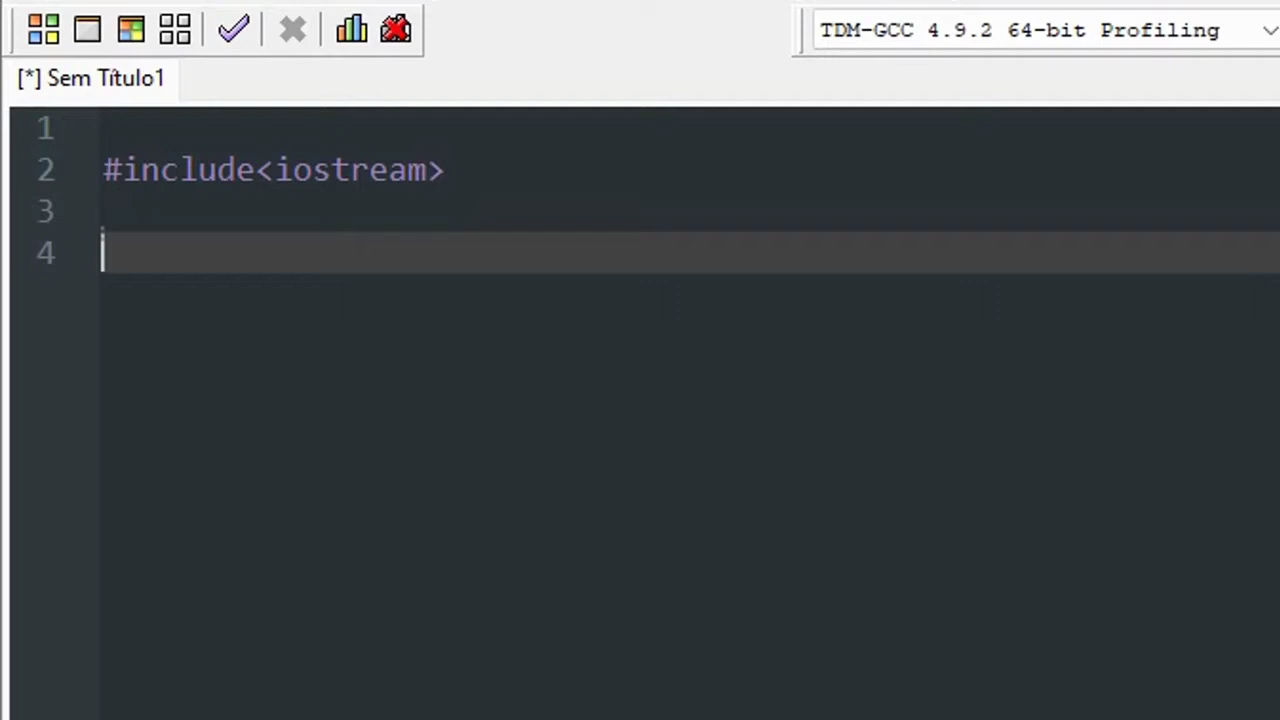 TDM-GCC 4.9.2 64-bit Profiling
[*] Sem Título1
1
2 #include<iostream>
3
4